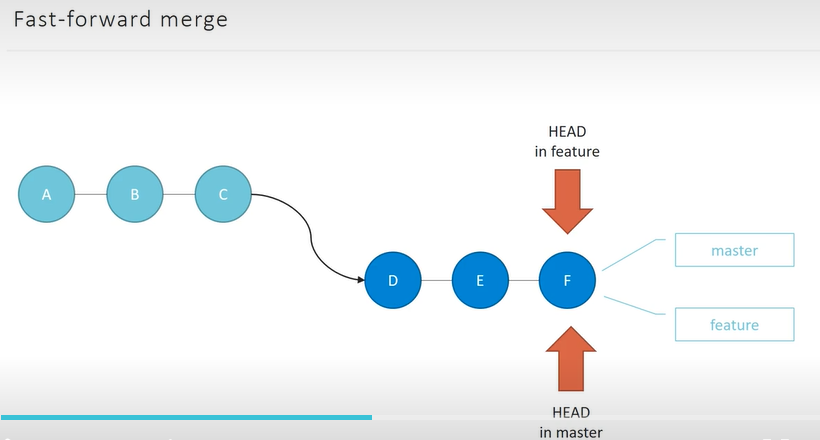 Fast-forward merge
HEAD
in feature
A
B
C
master
D
E
F
feature
HEAD
in master